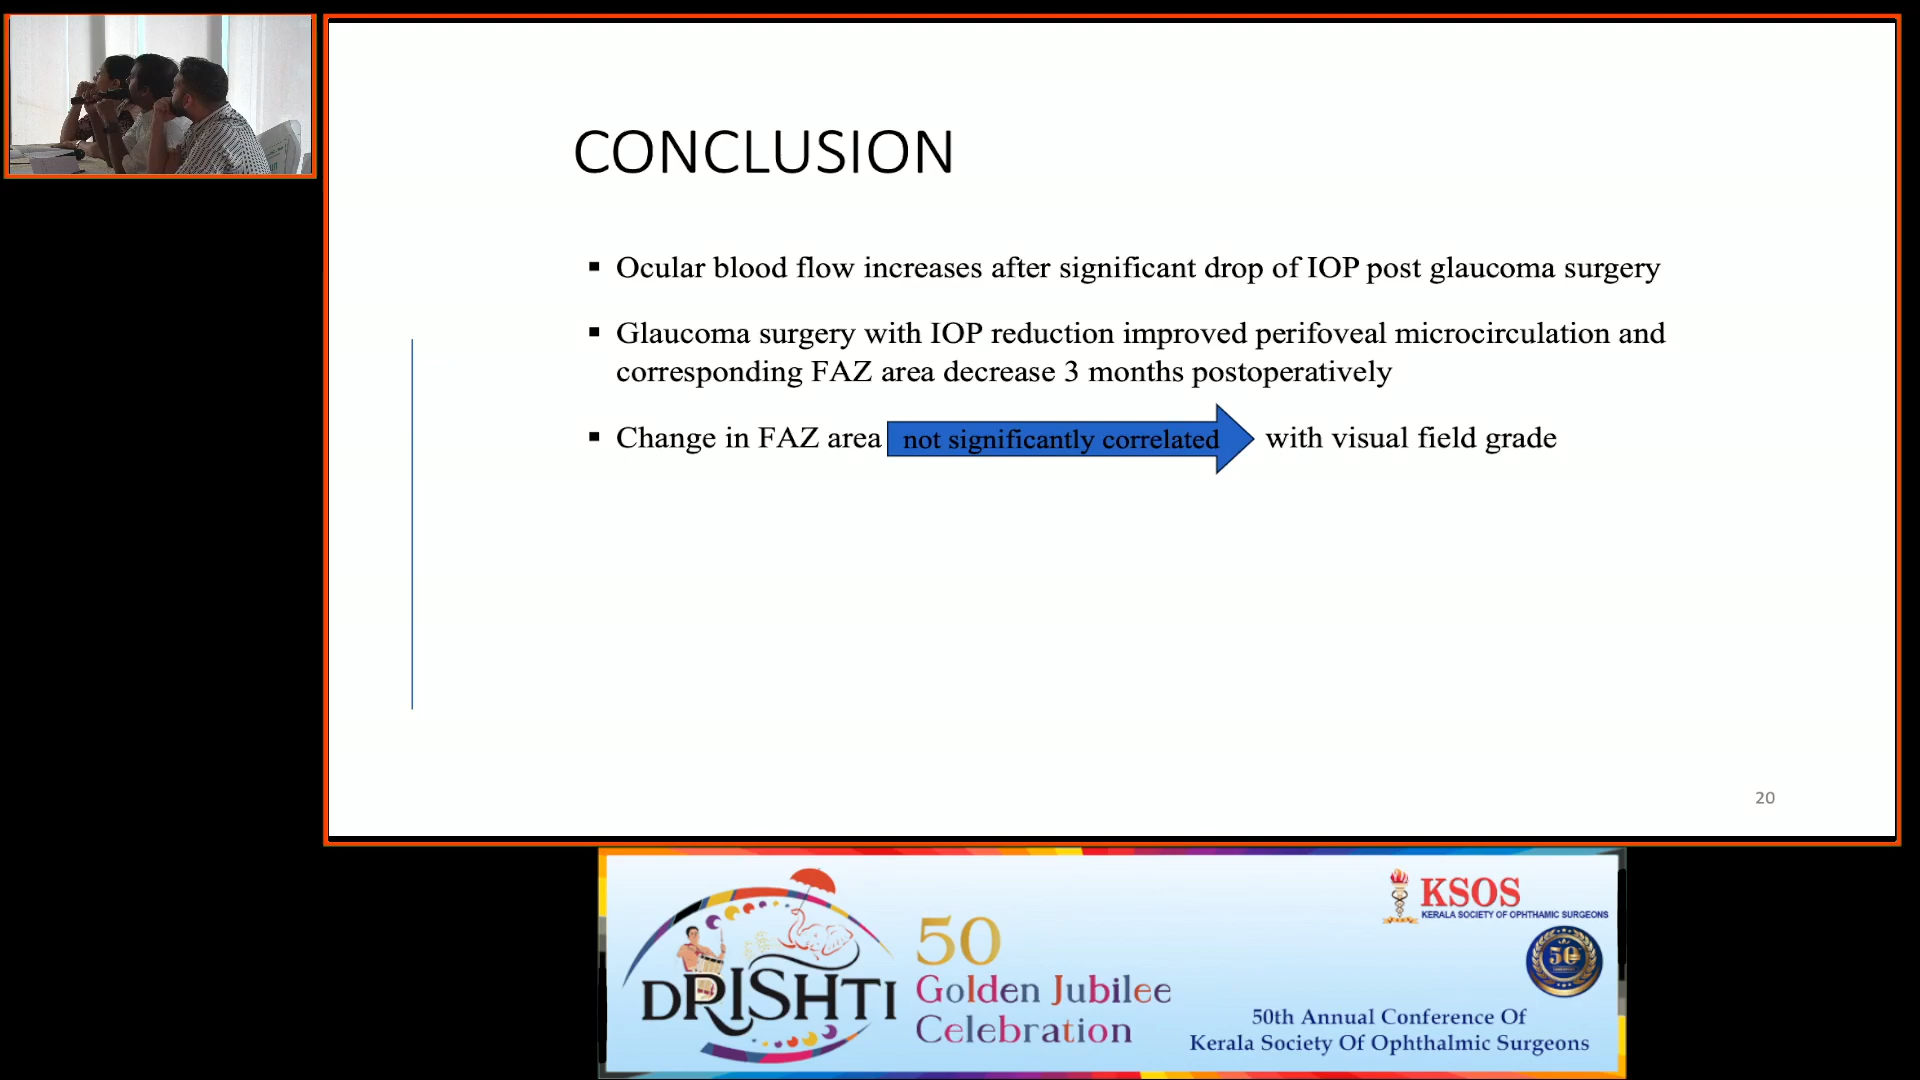 CONCLUSION
▪ Ocular blood flow increases after significant drop of IOP post glaucoma surgery
▪ Glaucoma surgery with IOP reduction improved perifoveal microcirculation and
corresponding FAZ area decrease 3 months postoperatively
▪ Change in FAZ area not significantly correlated with visual field grade
20
DRISHTI
50
Golden Jubilee
Celebration
KSOS
KERALA SOCIETY OF OPHTHAMIC SURGEONS
50
50th Annual Conference Of
Kerala Society Of Ophthalmic Surgeons